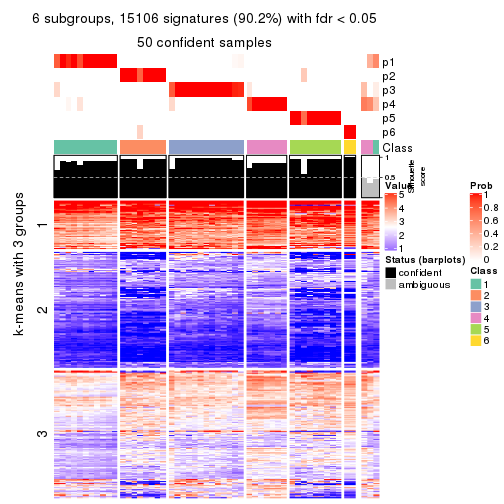 6 subgroups, 15106 signatures (90.2%) with fdr < 0.05
50 confident samples
p1
p2
p3
p4
p5
p6
Class
1
0.5
0
Silhouette
score
k-means with 3 groups
1
2
3
Value
5
4
3
2
1
Status (barplots)
confident
ambiguous
Prob
1
0.8
0.6
0.4
0.2
0
Class
1
2
3
4
5
6